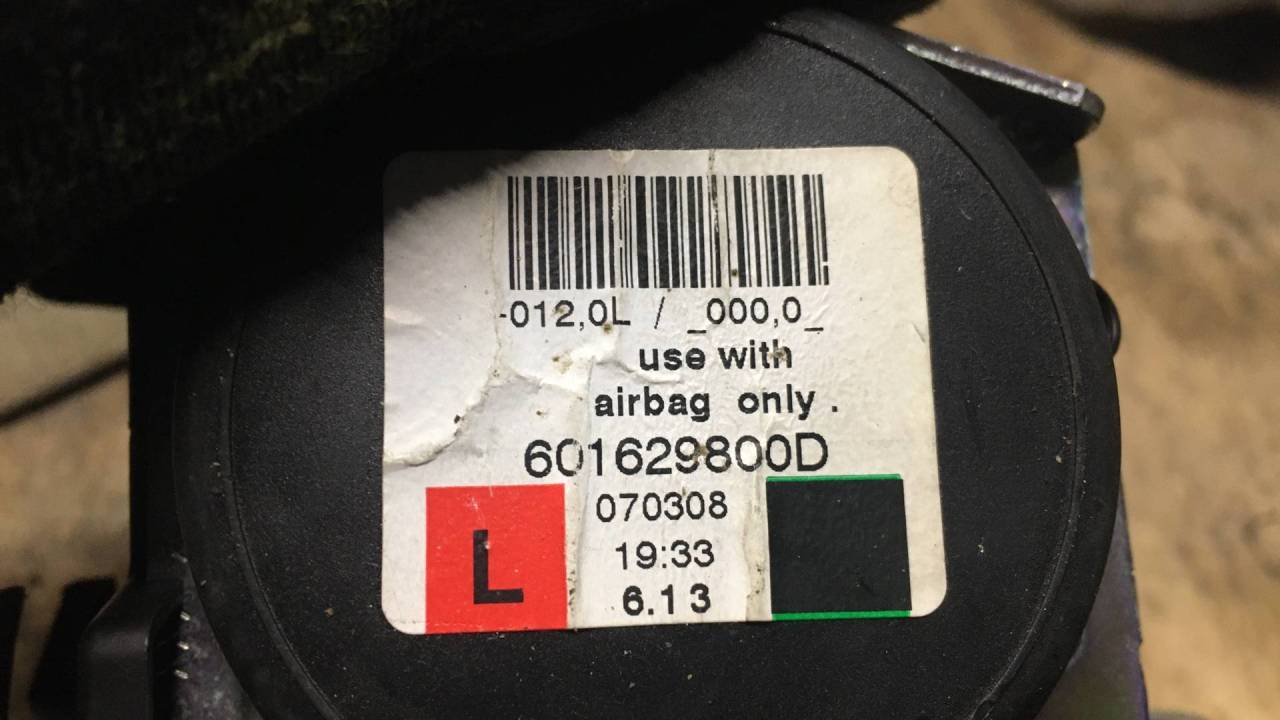 -012,0L / _000,0_
use with
airbag only .
601629800D
070308
19:33
6.13
L